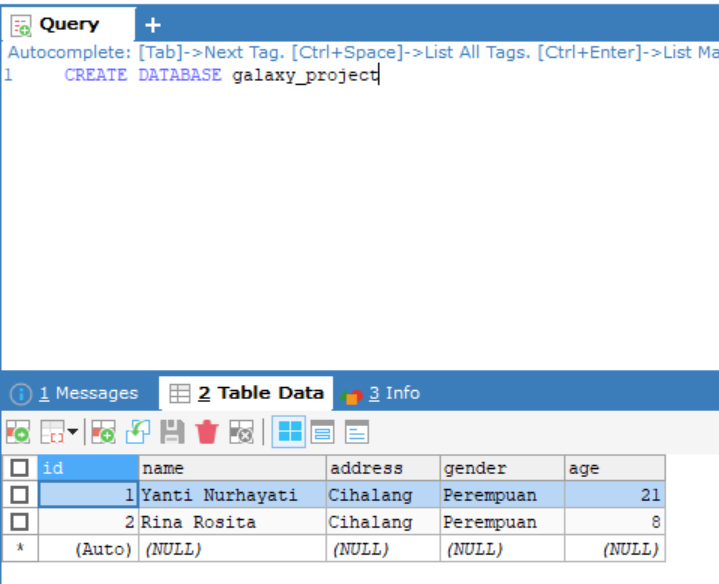 Query +
Autocomplete: [Tab]->Next Tag. [Ctrl+Space]->List All Tags. [Ctrl+Enter]->List Ma
1 CREATE DATABASE galaxy_project
1 Messages 2 Table Data 3 Info
id name address gender age
1 Yanti Nurhayati Cihalang Perempuan 21
2 Rina Rosita Cihalang Perempuan 8
* (Auto) (NULL) (NULL) (NULL) (NULL)